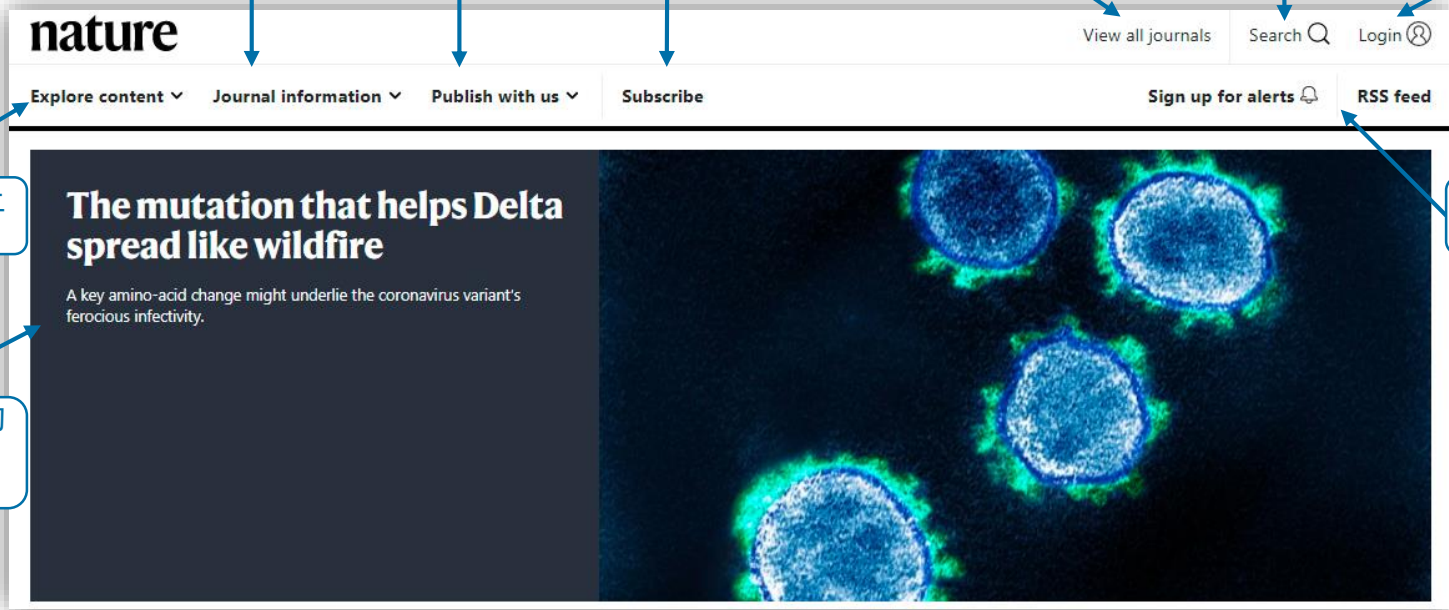 nature
View all journals
Search
Login
Explore content
Journal information
Publish with us
Subscribe
Sign up for alerts
RSS feed
The mutation that helps Delta
spread like wildfire
A key amino-acid change might underlie the coronavirus variant's
ferocious infectivity.